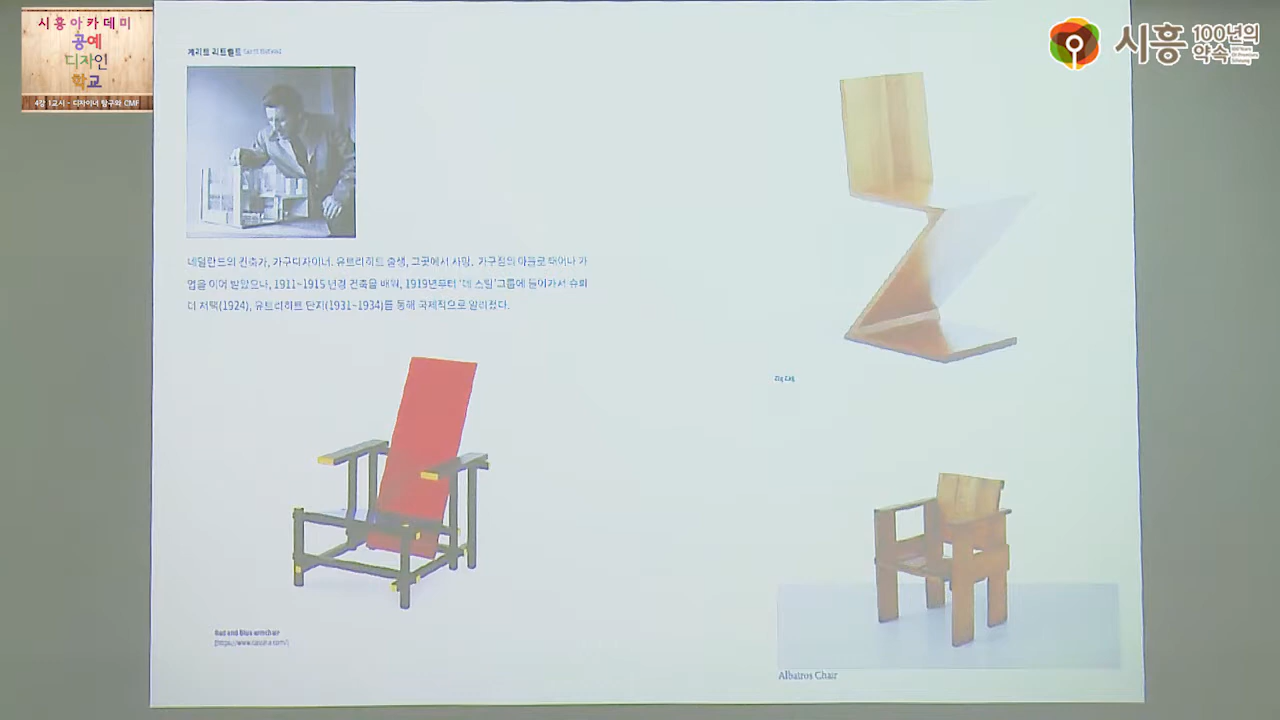 시흥아카데미
공예
디자인
학교
4강 1교시 - 디자이너 탐구와 CMF
시흥 100년의 약속
게리트 리트벨트
네덜란드의 건축가, 가구디자이너. 유트리히트 출생, 그곳에서 사망. 가구점의 아들로 태어나 가
업을 이어 받았으나, 1911~1915 년경 건축을 배워, 1919년부터 '데 스틸'그룹에 들어가서 슈뢰
더 저택(1924), 유트리히트 단지(1931~1934)를 통해 국제적으로 알려졌다.
Red and Blue armchair
Albatros Chair